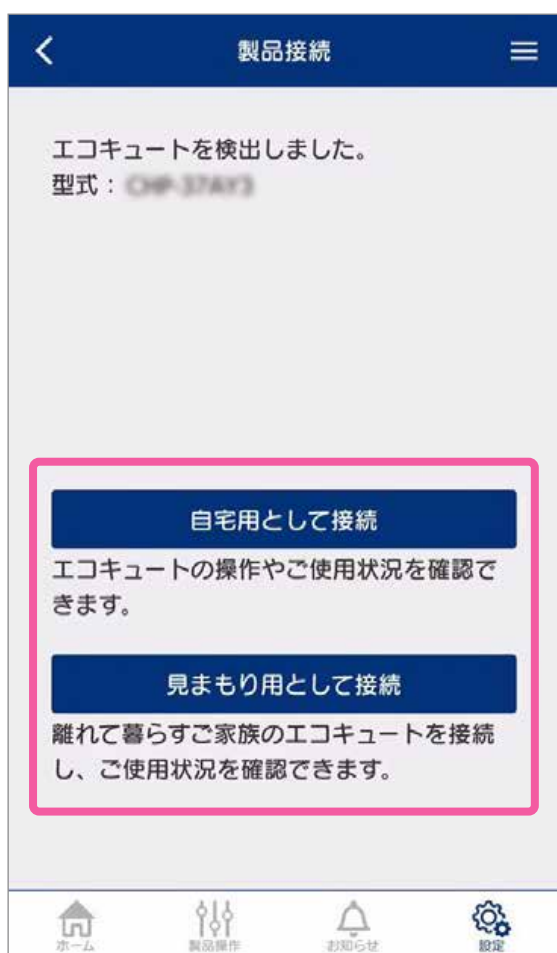 製品接続
エコキュートを検出しました。
型式：
自宅用として接続
エコキュートの操作やご使用状況を確認で
きます。
見まもり用として接続
離れて暮らすご家族のエコキュートを接続
し、ご使用状況を確認できます。
ホーム 製品操作 お知らせ 設定